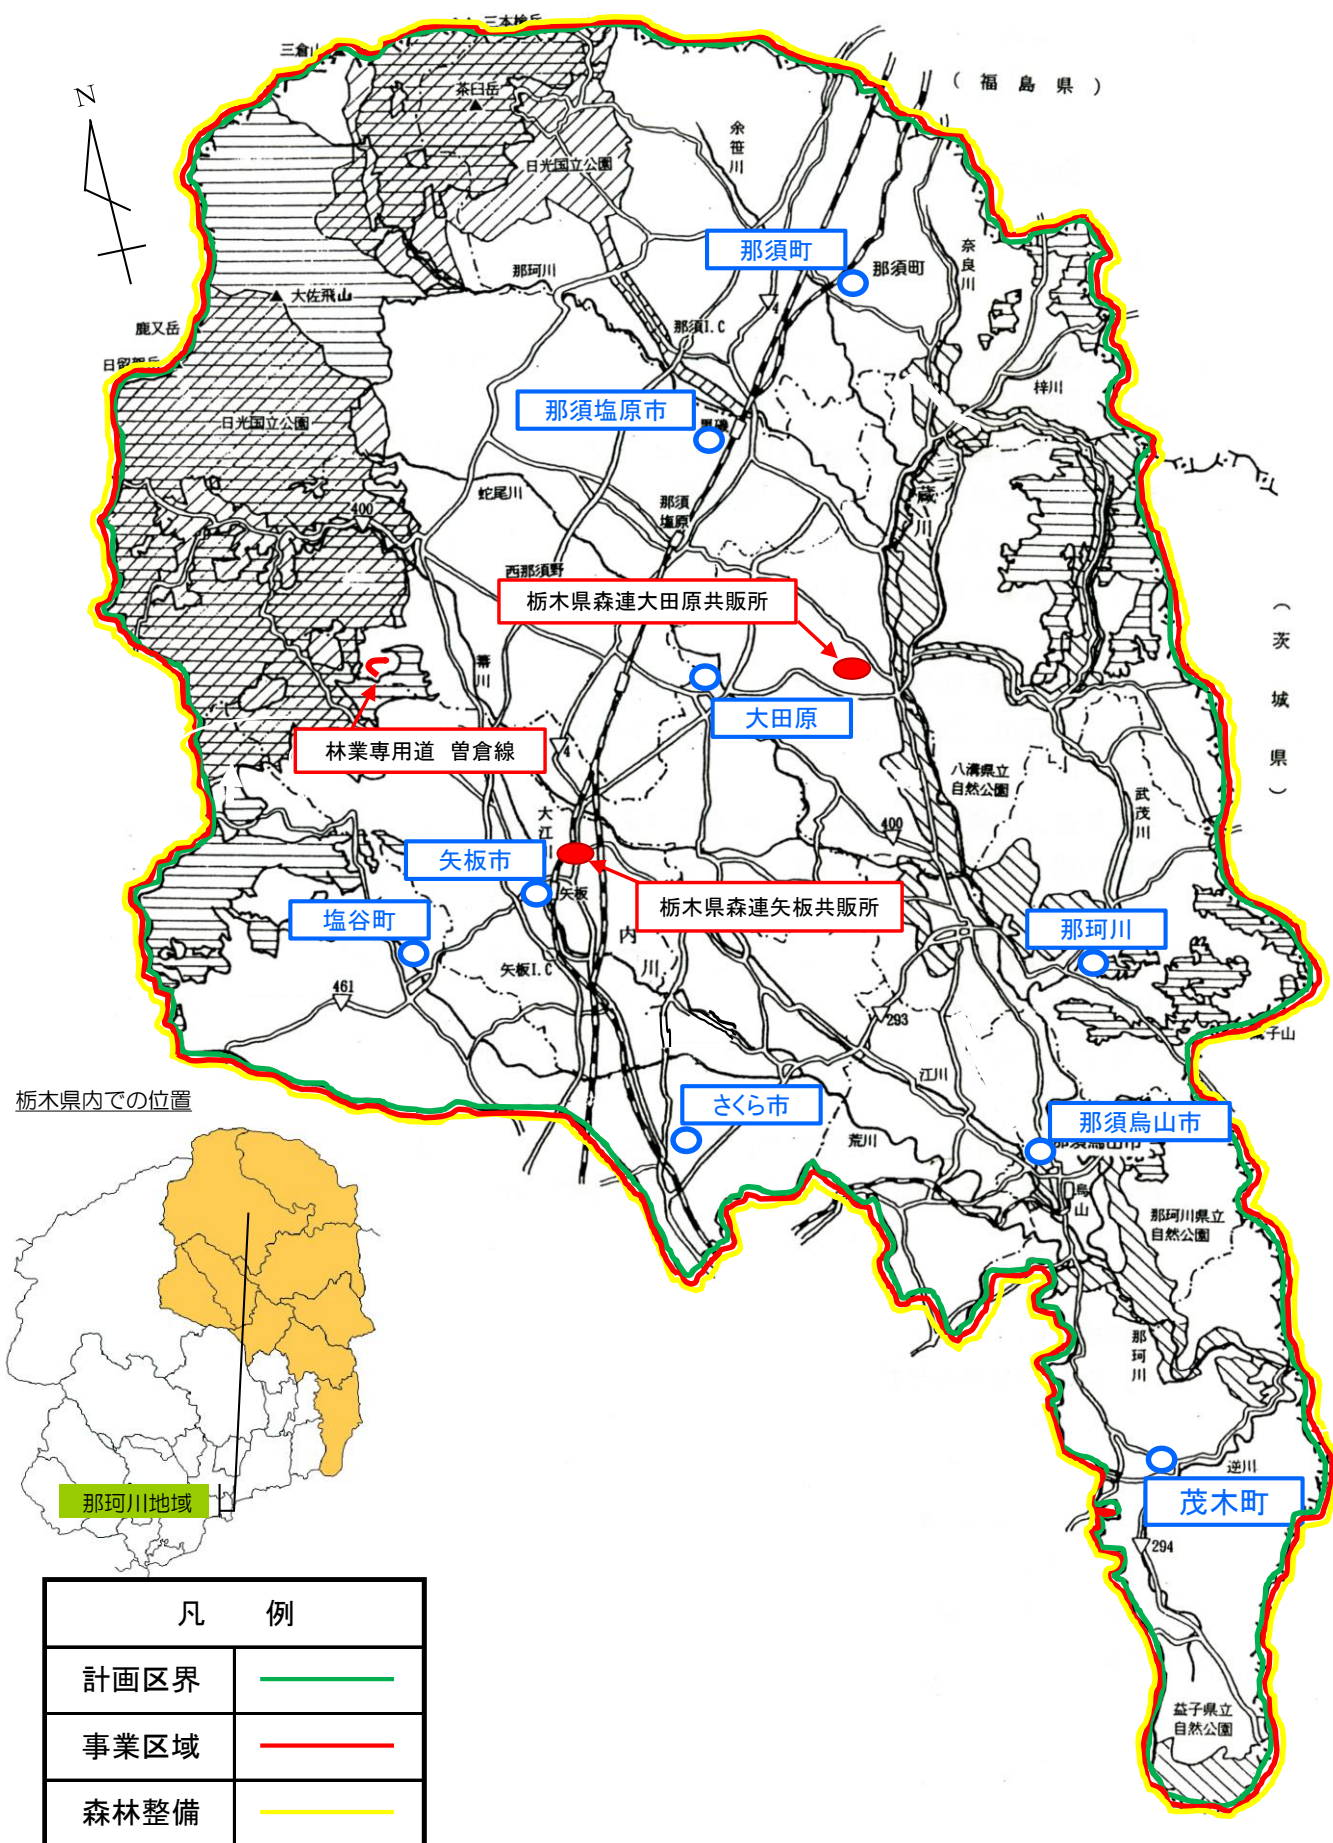 三本槍岳
三倉山
茶臼岳
(福島県)
N
余笹川
日光国立公園
那須町
那須町
奈良川
那珂川
大佐飛山
4
鹿又岳
那須I.C
日留賀岳
梓川
那須塩原市
黒磯
日光国立公園
蛇尾川
400
那須塩原
西那須野
栃木県森連大田原共販所
(茨城県)
箒川
大田原
林業専用道 曽倉線
4
八溝県立
自然公園
武茂川
大江川
400
矢板市
矢板
栃木県森連矢板共販所
塩谷町
内川
那珂川
矢板I.C
461
293
江川
さくら市
那須烏山市
那須烏山市
荒川
烏山
栃木県内での位置
那珂川県立
自然公園
那珂川
逆川
茂木町
那珂川地域
294
益子県立
自然公園
凡 例
計画区界
事業区域
森林整備